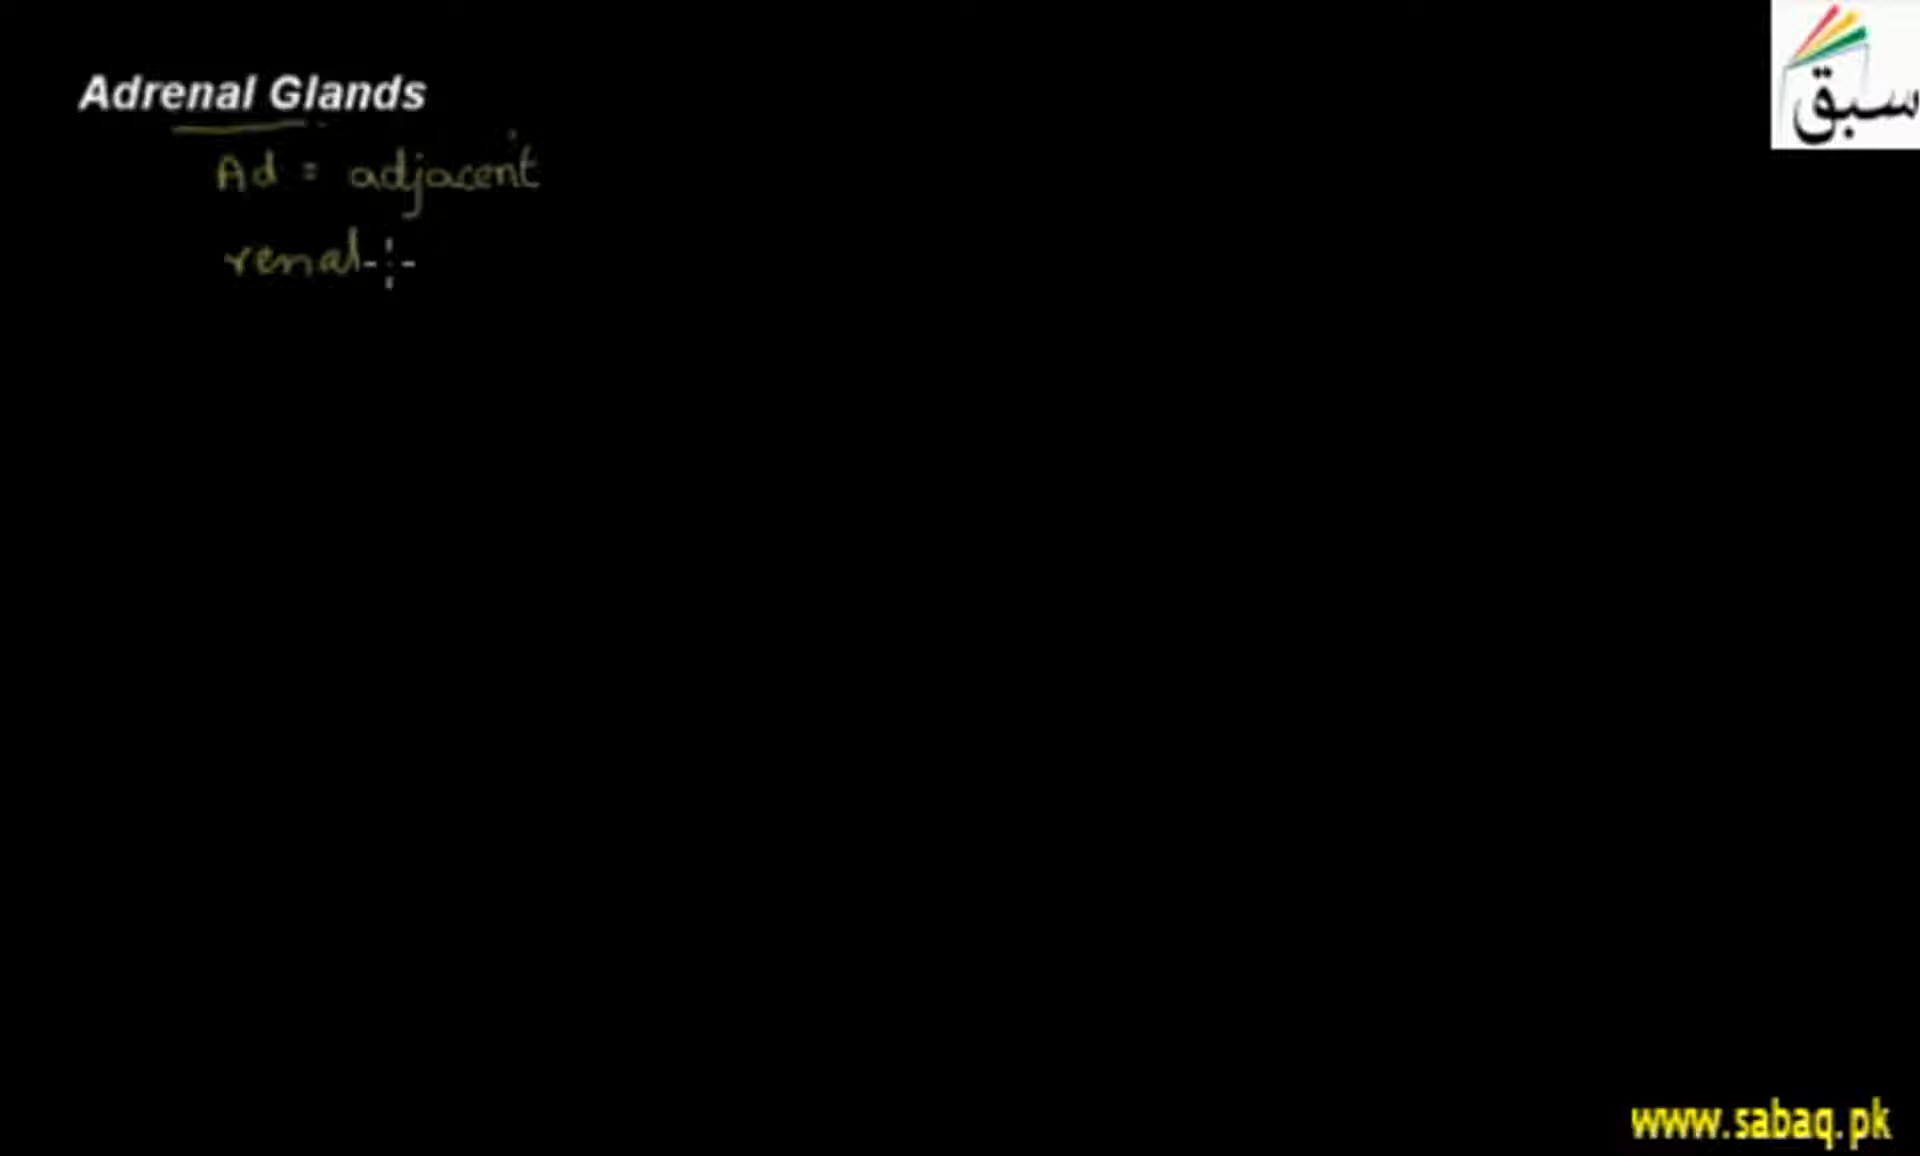 Adrenal Glands
سبق
Ad = adjacent
renal
www.sabaq.pk